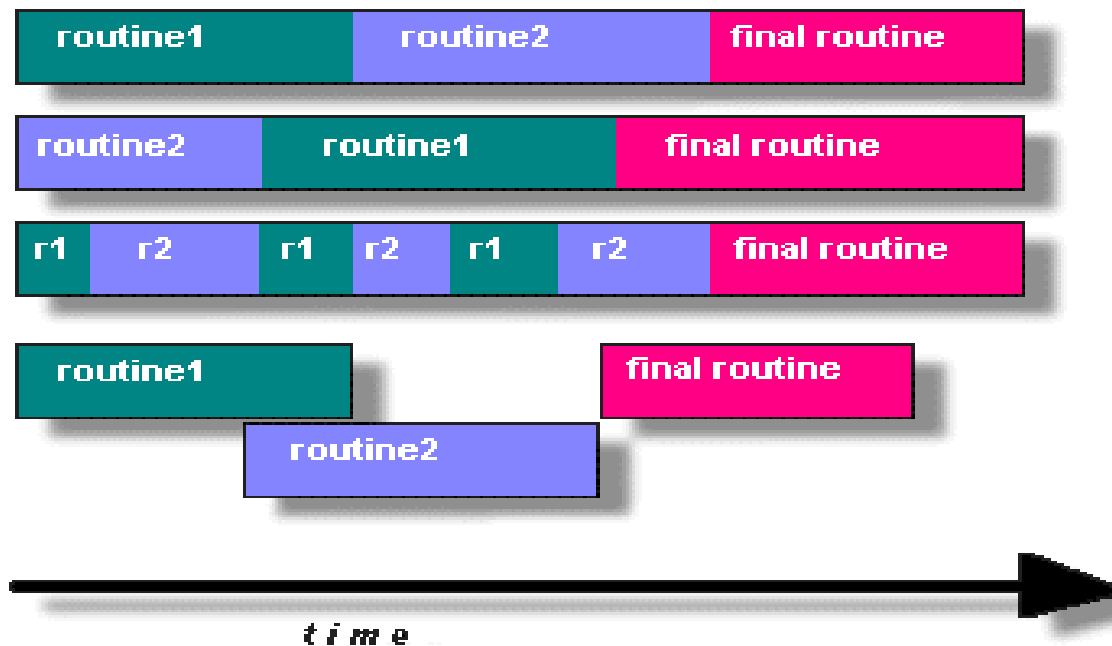 routine1 routine2 final routine
routine2 routine1 final routine
r1 r2 r1 r2 r1 r2 final routine
routine1 final routine
routine2
time